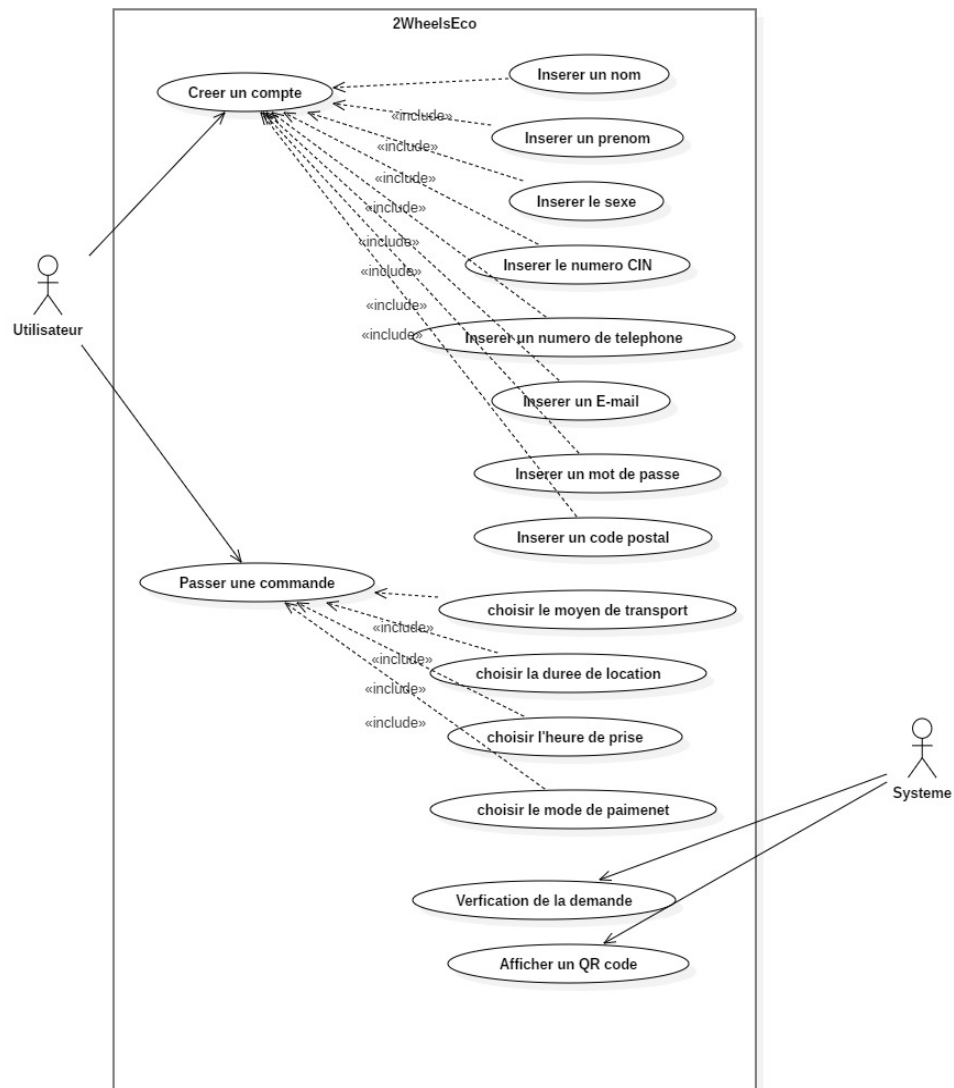 2WheelsEco
Inserer un nom
Creer un compte
«include»
Inserer un prenom
«include»
«include»
Inserer le sexe
«include»
«include»
Inserer le numero CIN
«include»
«include»
Utilisateur
«include»
Inserer un numero de telephone
Inserer un E-mail
Inserer un mot de passe
Inserer un code postal
Passer une commande
choisir le moyen de transport
«include»
«include»
choisir la duree de location
«include»
«include»
choisir l'heure de prise
Systeme
choisir le mode de paimenet
Verfication de la demande
Afficher un QR code